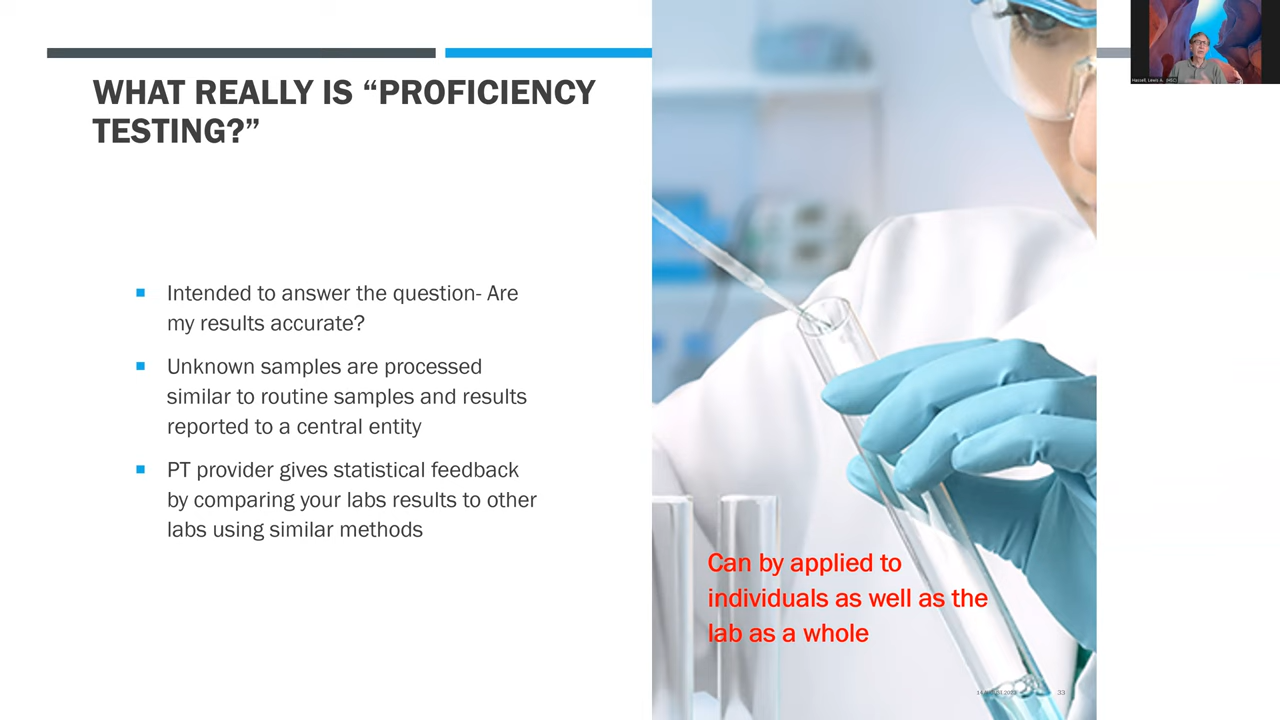 WHAT REALLY IS “PROFICIENCY
TESTING?”
Intended to answer the question- Are
my results accurate?
Unknown samples are processed
similar to routine samples and results
reported to a central entity
PT provider gives statistical feedback
by comparing your labs results to other
labs using similar methods
Can by applied to
individuals as well as the
lab as a whole
33
Hassell, Lewis A. (HSC)